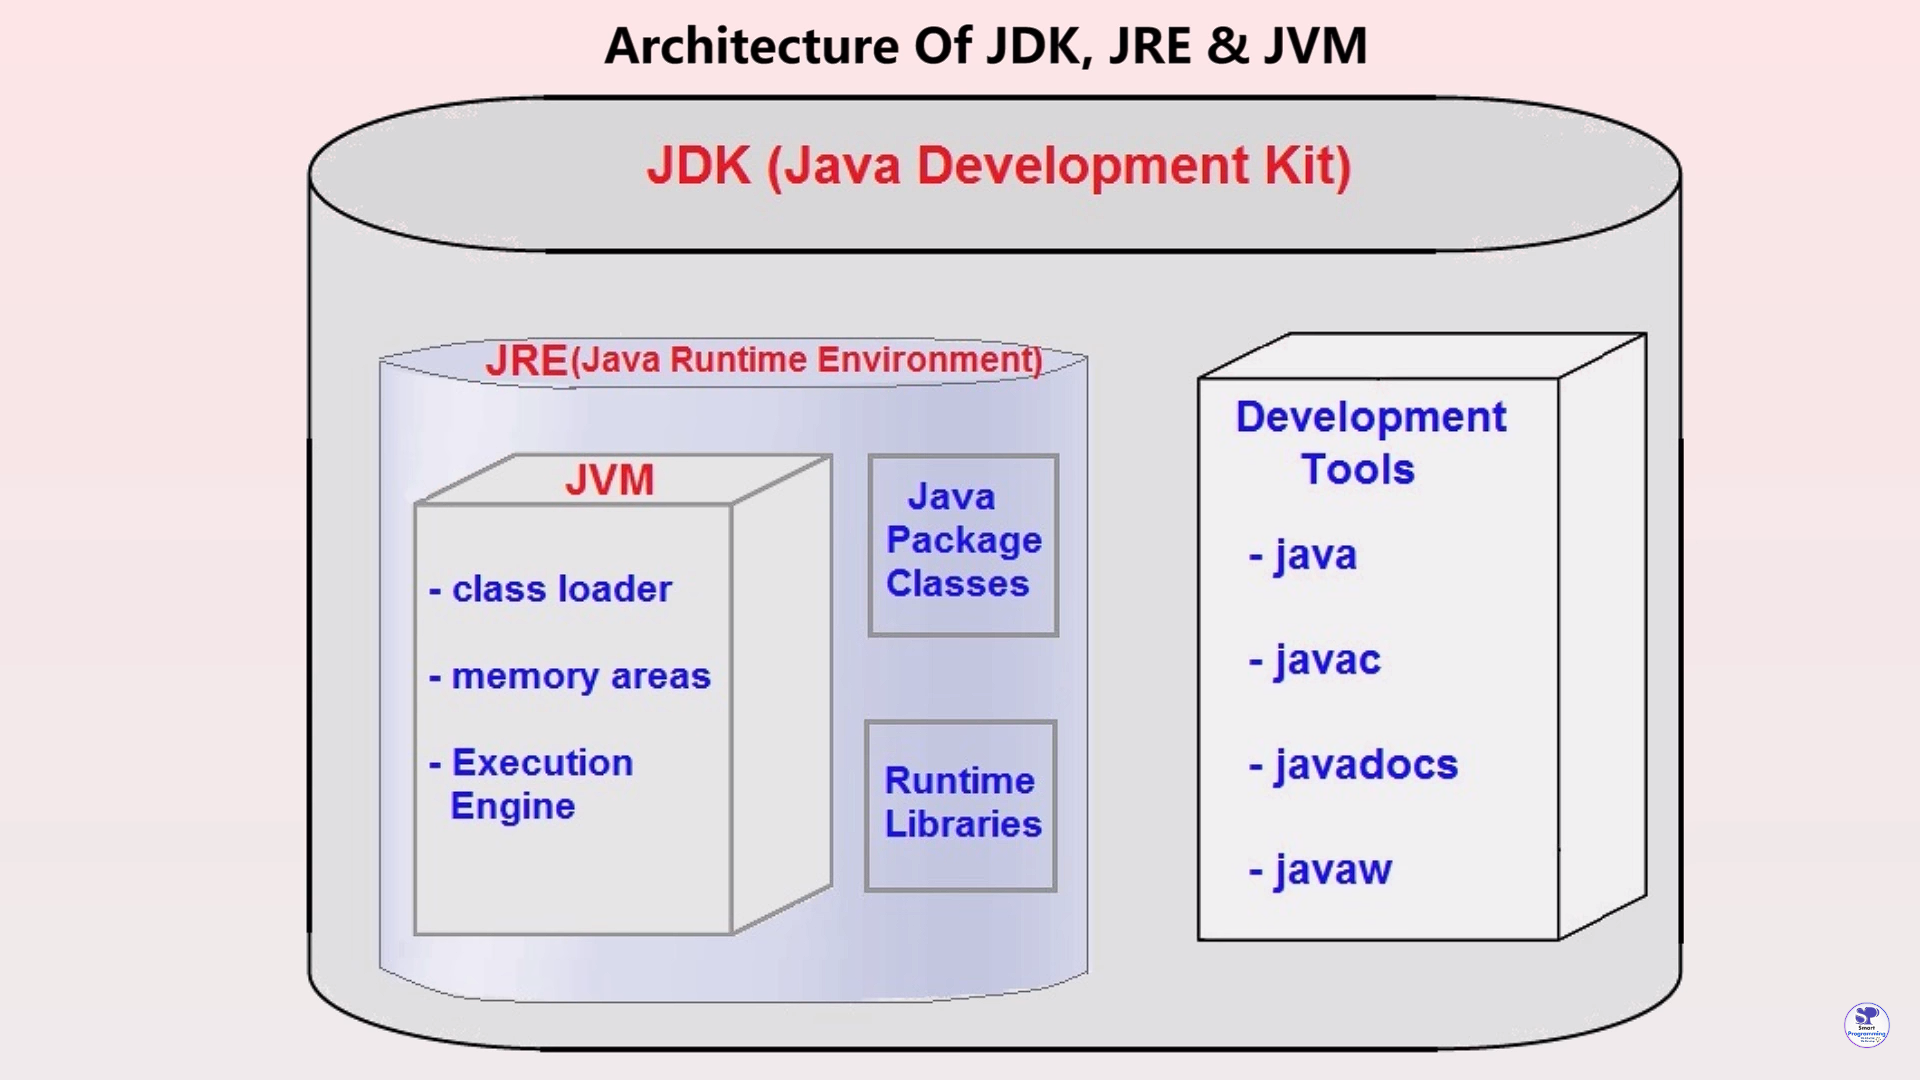 Architecture Of JDK, JRE & JVM
JDK (Java Development Kit)
JRE(Java Runtime Environment)
JVM
- class loader
- memory areas
- Execution
Engine
Java
Package
Classes
Runtime
Libraries
Development
Tools
- java
- javac
- javadocs
- javaw
SP
Smart
Programming